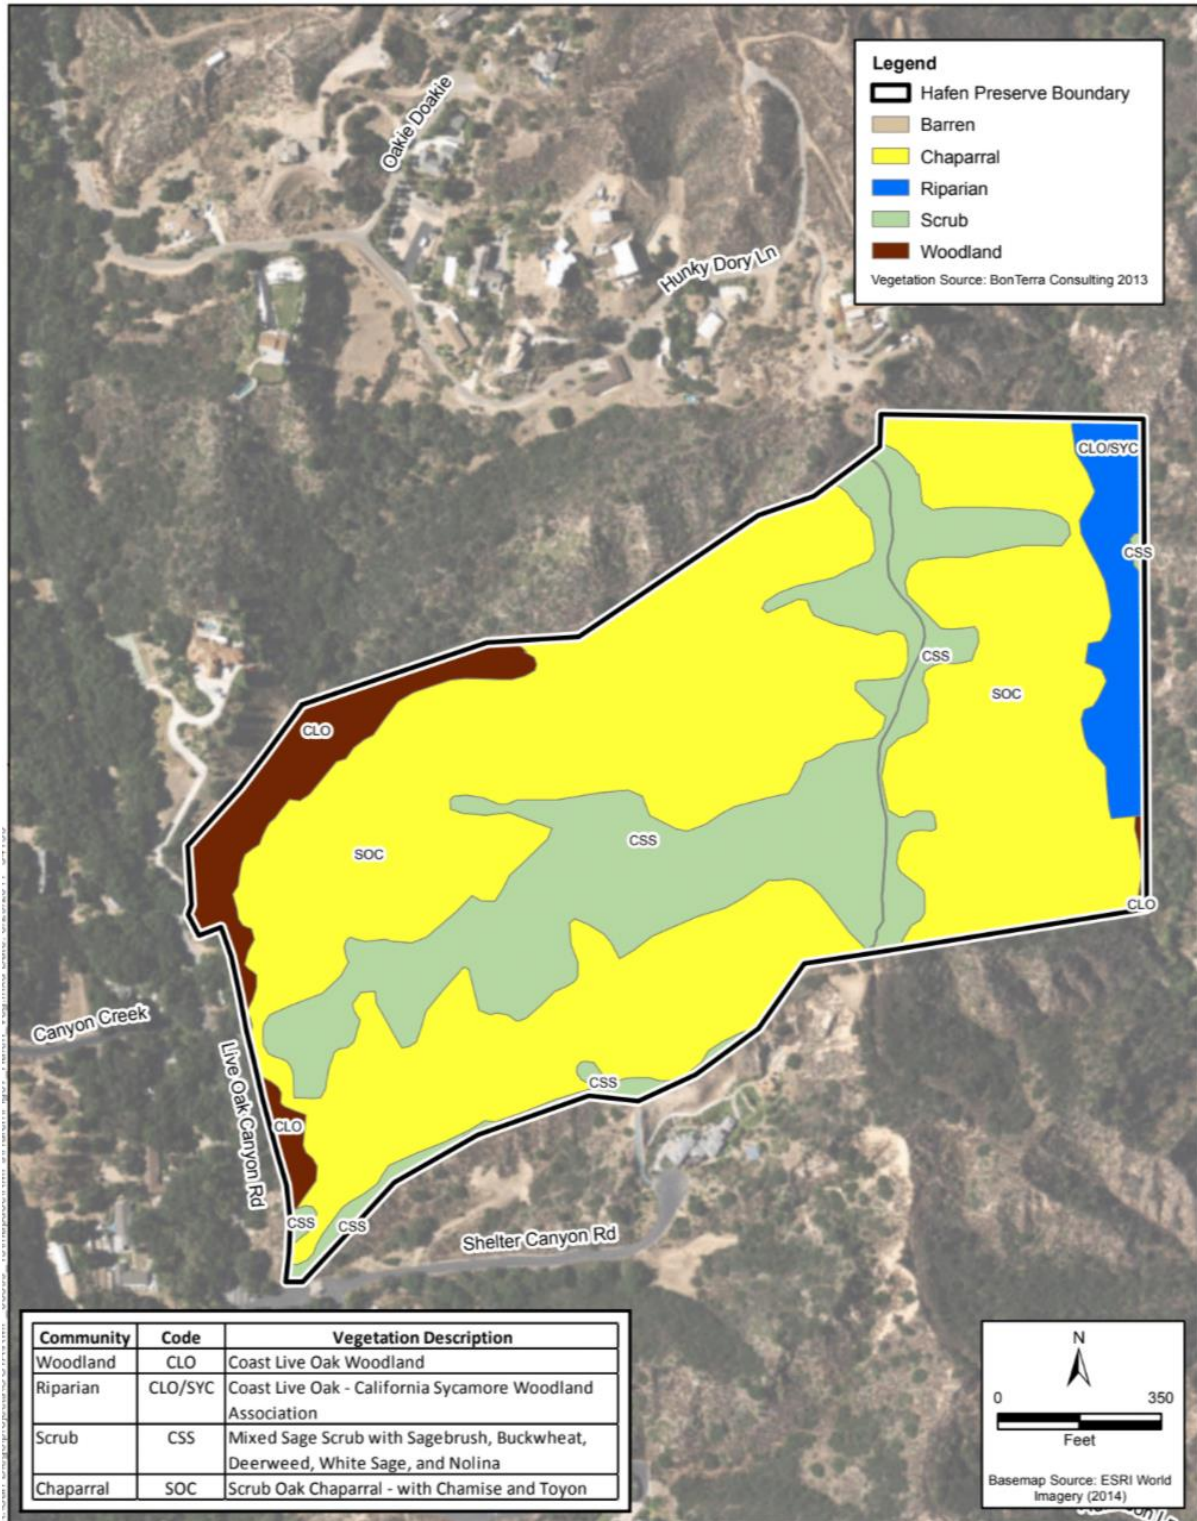 Legend
Hafen Preserve Boundary
Barren
Chaparral
Riparian
Scrub
Woodland
Vegetation Source: BonTerra Consulting 2013
Oakie Doakie
Hunky Dory Ln
CLO/SYC
CSS
CSS
SOC
CLO
CSS
SOC
CLO
Canyon Creek
Live Oak Canyon Rd
CSS
CLO
CSS
CSS
Shelter Canyon Rd
Community Code Vegetation Description
Woodland CLO Coast Live Oak Woodland
Riparian CLO/SYC Coast Live Oak - California Sycamore Woodland
Association
Scrub CSS Mixed Sage Scrub with Sagebrush, Buckwheat,
Deerweed, White Sage, and Nolina
Chaparral SOC Scrub Oak Chaparral - with Chamise and Toyon
N
0 350
Feet
Basemap Source: ESRI World
Imagery (2014)